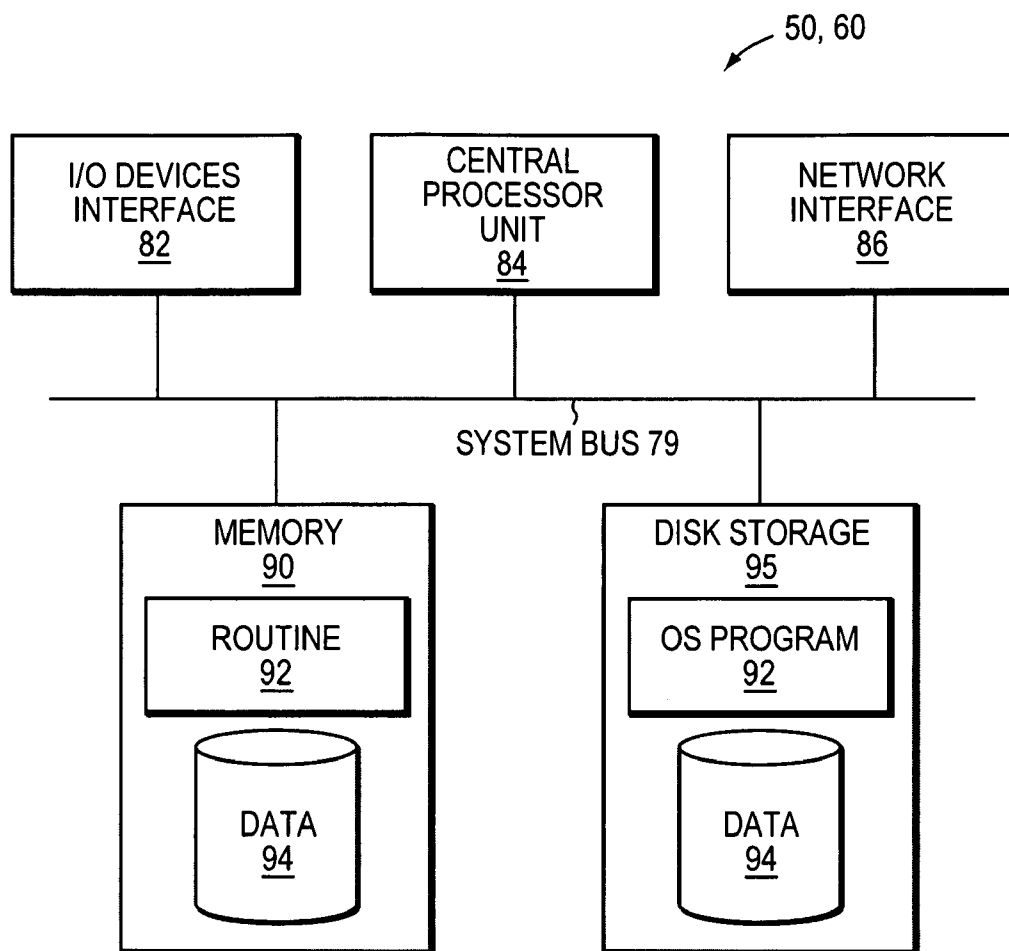 50, 60
I/O DEVICES
INTERFACE
82
CENTRAL
PROCESSOR
UNIT
84
NETWORK
INTERFACE
86
SYSTEM BUS 79
MEMORY
90
ROUTINE
92
DATA
94
DISK STORAGE
95
OS PROGRAM
92
DATA
94